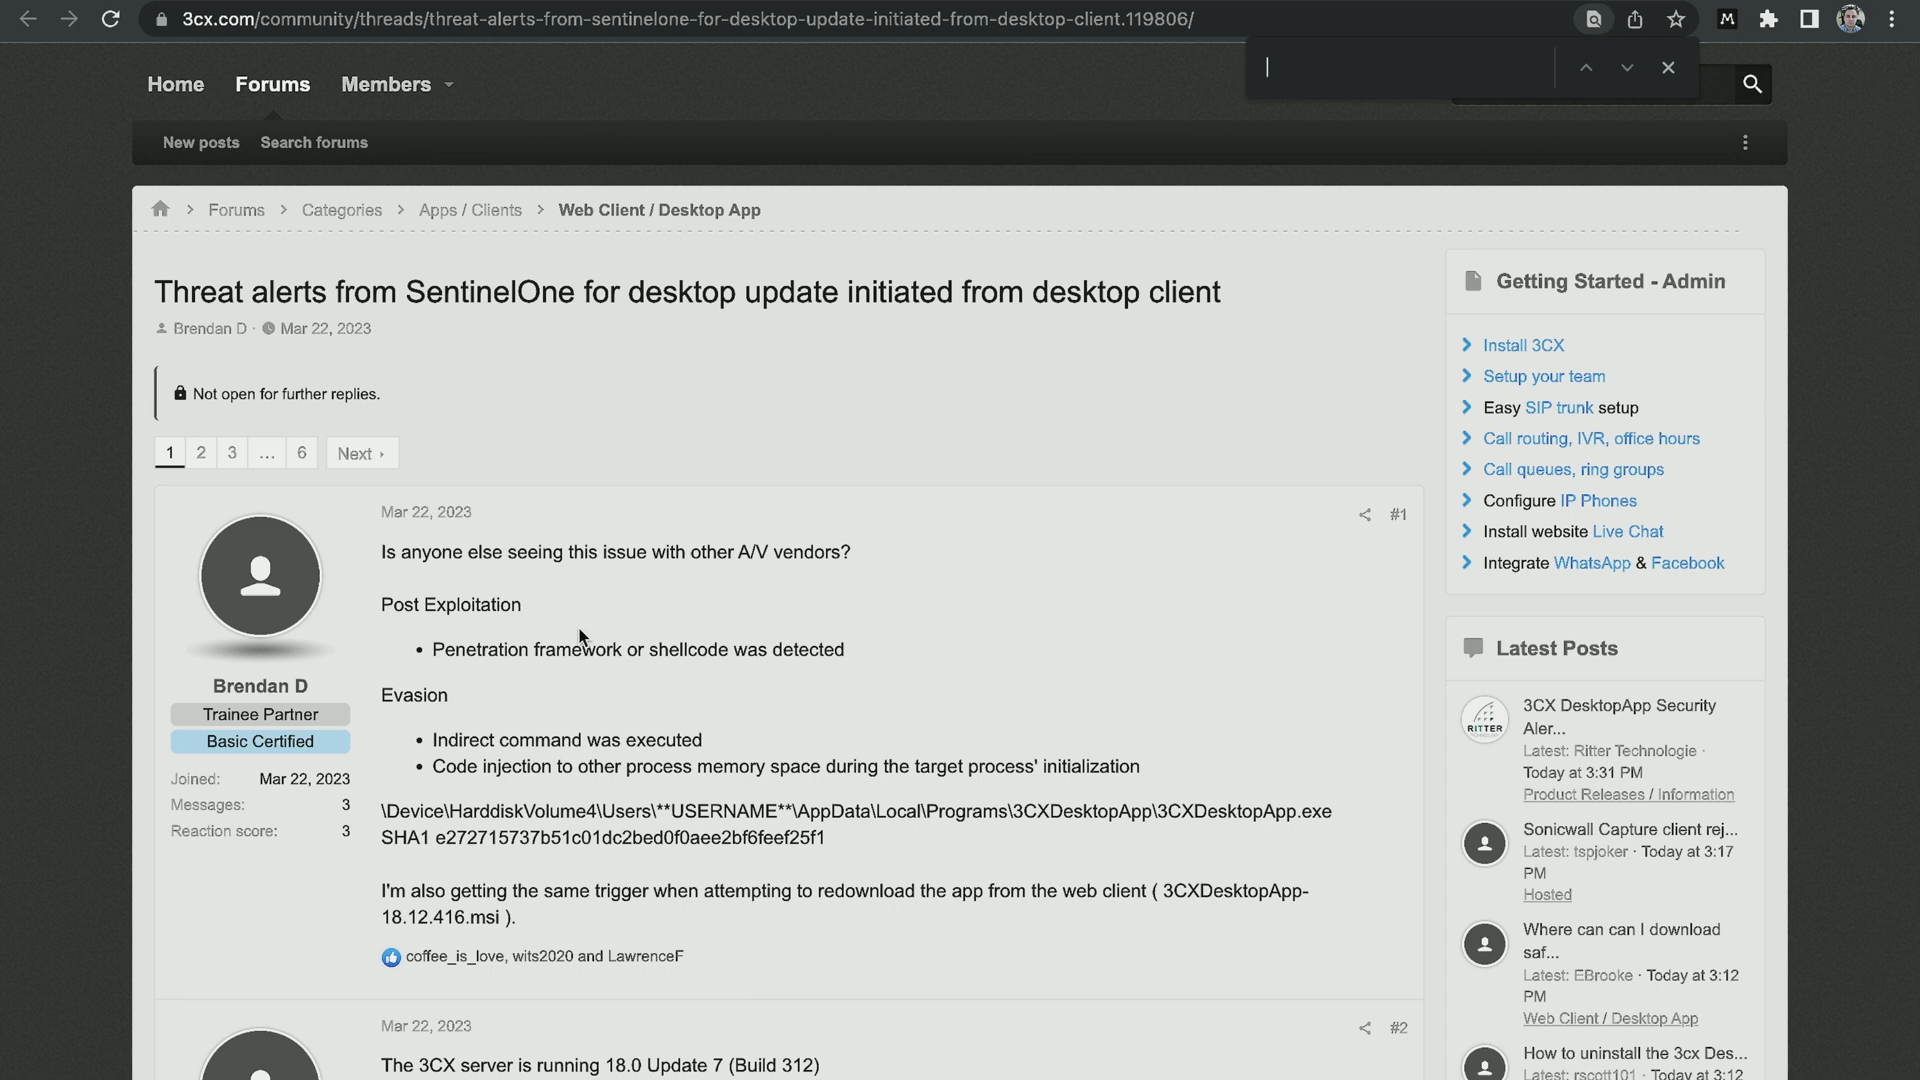 3cx.com/community/threads/threat-alerts-from-sentinelone-for-desktop-update-initiated-from-desktop-client.119806/
M
Home Forums Members
New posts Search forums
Forums > Categories > Apps / Clients > Web Client / Desktop App
Threat alerts from SentinelOne for desktop update initiated from desktop client
Brendan D · Mar 22, 2023
Not open for further replies.
1 2 3 ... 6 Next
Mar 22, 2023 #1
Is anyone else seeing this issue with other A/V vendors?
Post Exploitation
• Penetration framework or shellcode was detected
Evasion
• Indirect command was executed
• Code injection to other process memory space during the target process' initialization
\Device\HarddiskVolume4\Users\**USERNAME**\AppData\Local\Programs\3CXDesktopApp\3CXDesktopApp.exe
SHA1 e272715737b51c01dc2bed0f0aee2bf6feef25f1
I'm also getting the same trigger when attempting to redownload the app from the web client ( 3CXDesktopApp-
18.12.416.msi ).
coffee_is_love, wits2020 and LawrenceF
Brendan D
Trainee Partner
Basic Certified
Joined: Mar 22, 2023
Messages: 3
Reaction score: 3
Mar 22, 2023 #2
The 3CX server is running 18.0 Update 7 (Build 312)
Getting Started - Admin
Install 3CX
Setup your team
Easy SIP trunk setup
Call routing, IVR, office hours
Call queues, ring groups
Configure IP Phones
Install website Live Chat
Integrate WhatsApp & Facebook
Latest Posts
RITTER
3CX DesktopApp Security
Aler...
Latest: Ritter Technologie ·
Today at 3:31 PM
Product Releases / Information
Sonicwall Capture client rej...
Latest: tspjoker · Today at 3:17
PM
Hosted
Where can can I download
saf...
Latest: EBrooke · Today at 3:12
PM
Web Client / Desktop App
How to uninstall the 3cx Des...
Latest: rscott101 · Today at 3:12